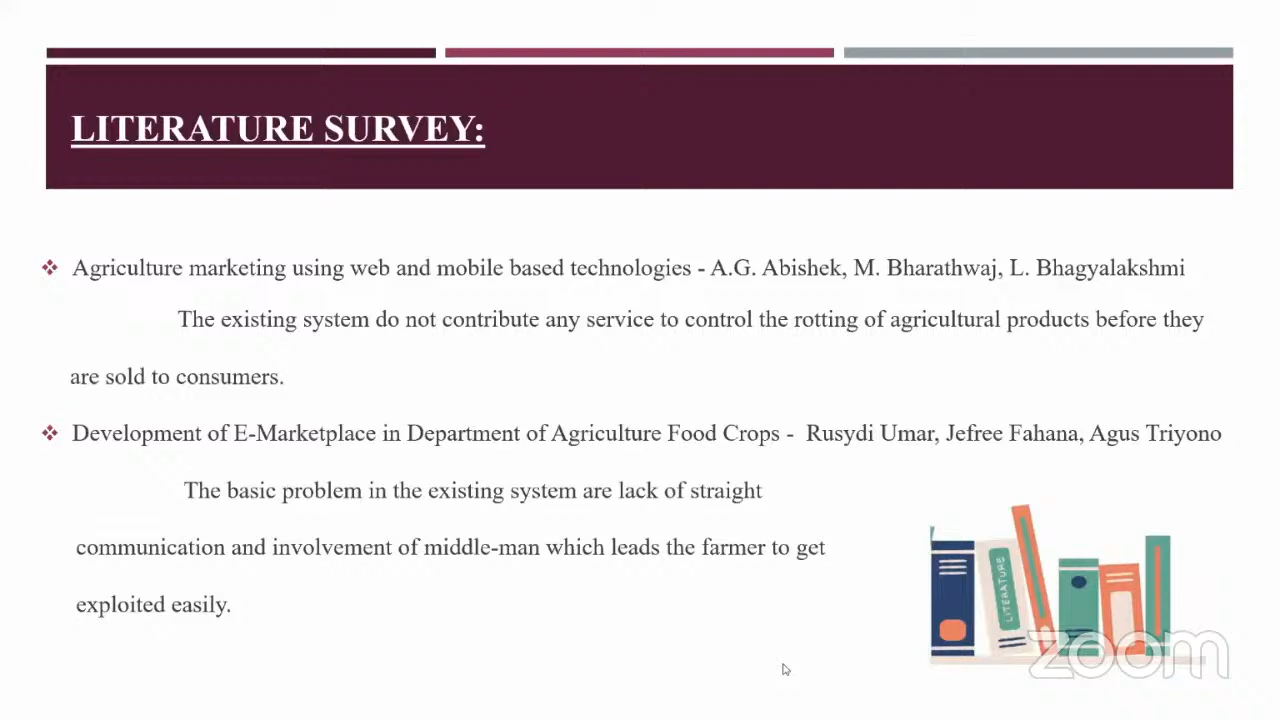 LITERATURE SURVEY:
❖ Agriculture marketing using web and mobile based technologies - A.G. Abishek, M. Bharathwaj, L. Bhagyalakshmi
The existing system do not contribute any service to control the rotting of agricultural products before they
are sold to consumers.
❖ Development of E-Marketplace in Department of Agriculture Food Crops - Rusydi Umar, Jefree Fahana, Agus Triyono
The basic problem in the existing system are lack of straight
communication and involvement of middle-man which leads the farmer to get
exploited easily.
LITERATURE
zoom